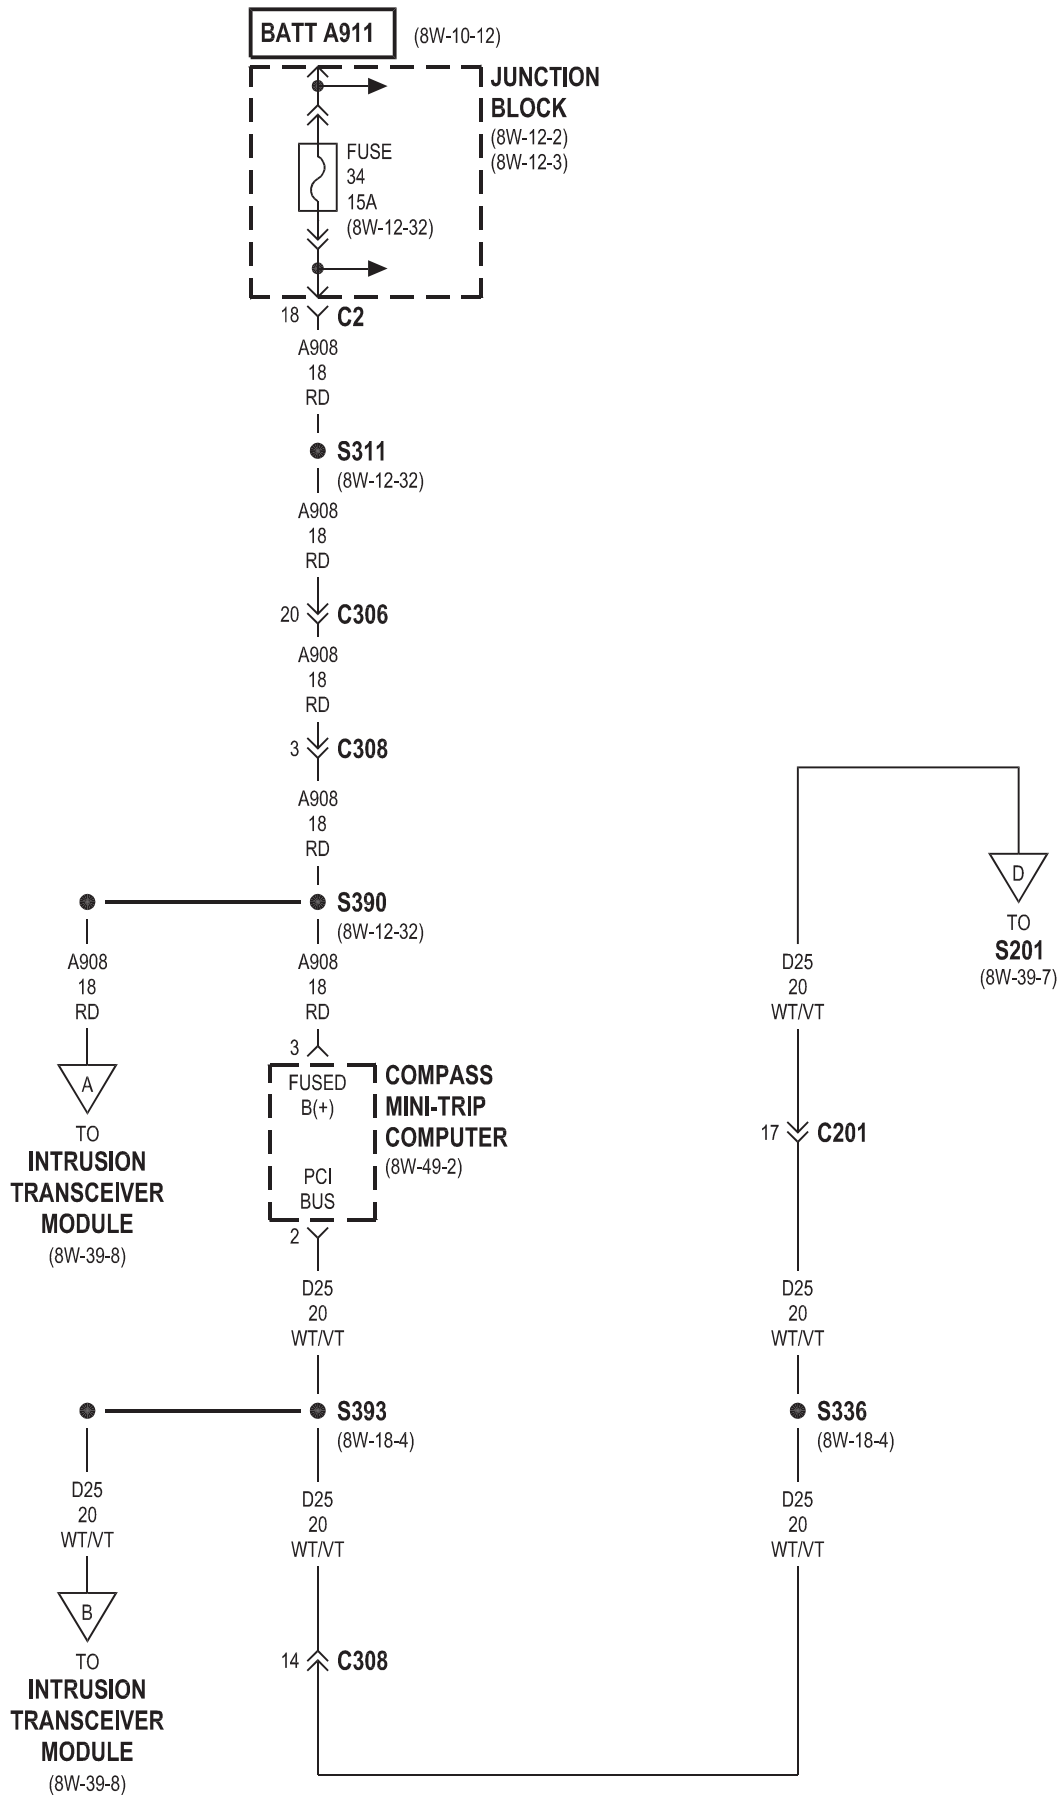 BATT A911
(8W-10-12)
JUNCTION
BLOCK
(8W-12-2)
(8W-12-3)
FUSE
34
15A
(8W-12-32)
18
C2
A908
18
RD
S311
(8W-12-32)
A908
18
RD
20
C306
A908
18
RD
3
C308
A908
18
RD
S390
(8W-12-32)
A908
18
RD
A
TO
INTRUSION
TRANSCEIVER
MODULE
(8W-39-8)
A908
18
RD
3
FUSED
B(+)
PCI
BUS
COMPASS
MINI-TRIP
COMPUTER
(8W-49-2)
2
D25
20
WT/VT
S393
(8W-18-4)
D25
20
WT/VT
B
TO
INTRUSION
TRANSCEIVER
MODULE
(8W-39-8)
D25
20
WT/VT
14
C308
D
TO
S201
(8W-39-7)
D25
20
WT/VT
17
C201
D25
20
WT/VT
S336
(8W-18-4)
D25
20
WT/VT